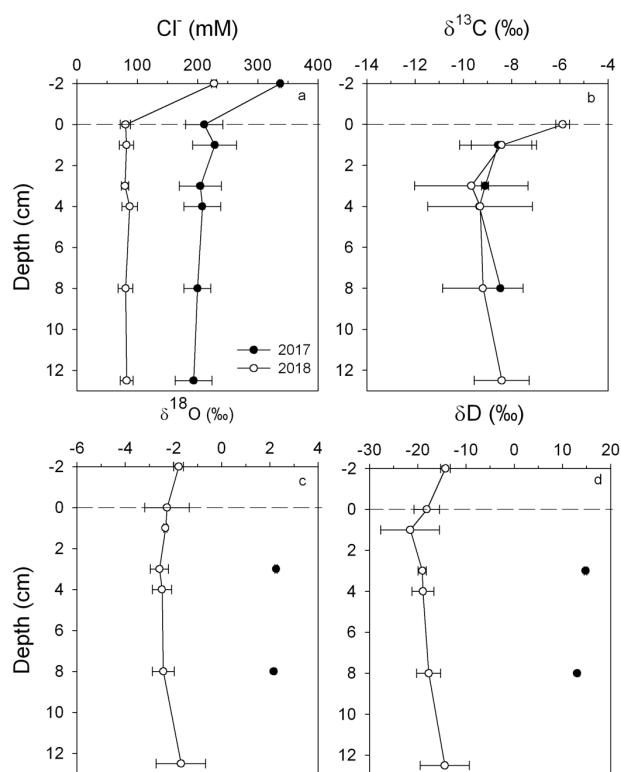 Cl⁻ (mM)
0 100 200 300 400
δ¹³C (‰)
-14 -12 -10 -8 -6 -4
Depth (cm)
-2
0
2
4
6
8
10
12
a
2017
2018
-2
0
2
4
6
8
10
12
b
δ¹⁸O (‰)
-6 -4 -2 0 2 4
δD (‰)
-30 -20 -10 0 10 20
Depth (cm)
-2
0
2
4
6
8
10
12
c
-2
0
2
4
6
8
10
12
d